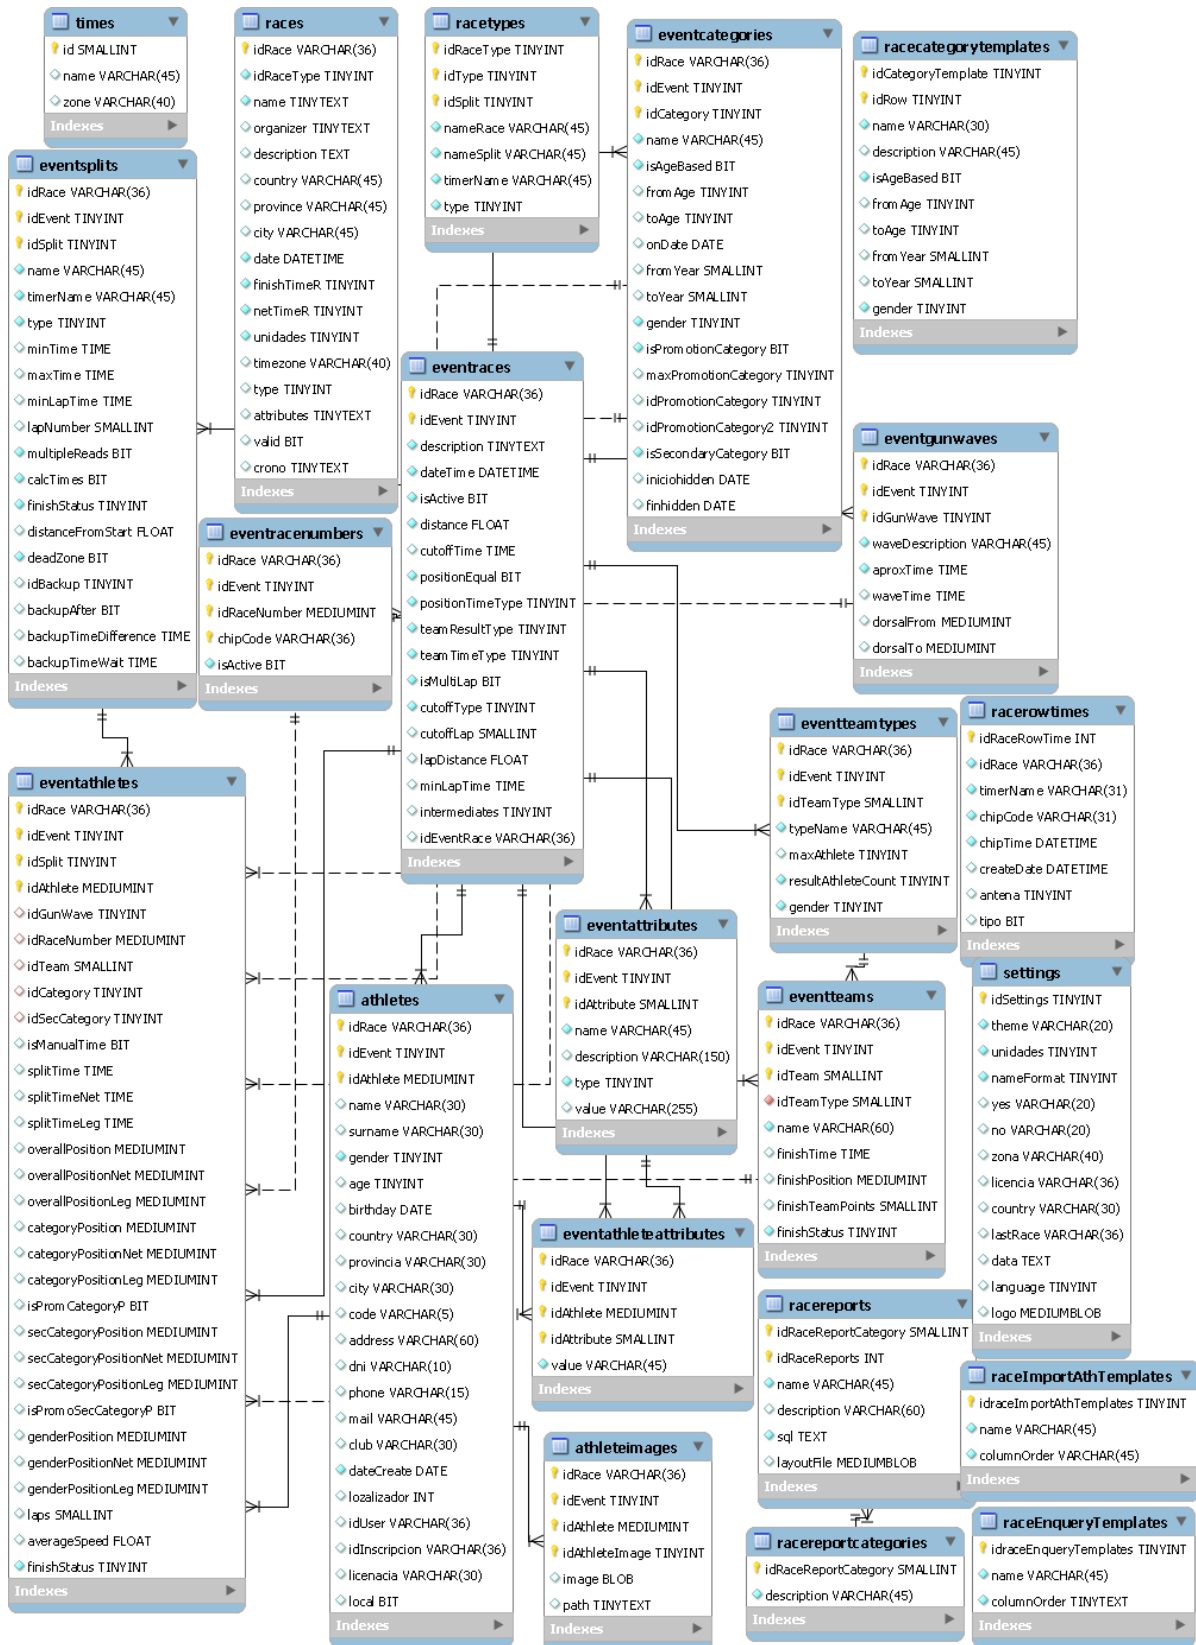 times
id SMALLINT
name VARCHAR(45)
zone VARCHAR(40)
Indexes
races
idRace VARCHAR(36)
idRaceType TINYINT
name TINYTEXT
organizer TINYTEXT
description TEXT
country VARCHAR(45)
province VARCHAR(45)
city VARCHAR(45)
date DATETIME
finishTimeR TINYINT
netTimeR TINYINT
unidades TINYINT
timezone VARCHAR(40)
type TINYINT
attributes TINYTEXT
valid BIT
crono TINYTEXT
Indexes
racetypes
idRaceType TINYINT
idType TINYINT
idSplit TINYINT
nameRace VARCHAR(45)
nameSplit VARCHAR(45)
timerName VARCHAR(45)
type TINYINT
Indexes
eventcategories
idRace VARCHAR(36)
idEvent TINYINT
idCategory TINYINT
name VARCHAR(45)
isAgeBased BIT
fromAge TINYINT
toAge TINYINT
onDate DATE
fromYear SMALLINT
toYear SMALLINT
gender TINYINT
isPromotionCategory BIT
maxPromotionCategory TINYINT
idPromotionCategory TINYINT
idPromotionCategory2 TINYINT
isSecondaryCategory BIT
iniciohidden DATE
finhidden DATE
Indexes
racecategorytemplates
idCategoryTemplate TINYINT
idRow TINYINT
name VARCHAR(30)
description VARCHAR(45)
isAgeBased BIT
fromAge TINYINT
toAge TINYINT
fromYear SMALLINT
toYear SMALLINT
gender TINYINT
Indexes
eventsplits
idRace VARCHAR(36)
idEvent TINYINT
idSplit TINYINT
name VARCHAR(45)
timerName VARCHAR(45)
type TINYINT
minTime TIME
maxTime TIME
minLapTime TIME
lapNumber SMALLINT
multipleReads BIT
calcTimes BIT
finishStatus TINYINT
distanceFromStart FLOAT
deadZone BIT
idBackup TINYINT
backupAfter BIT
backupTimeDifference TIME
backupTimeWait TIME
Indexes
eventraces
idRace VARCHAR(36)
idEvent TINYINT
description TINYTEXT
dateTime DATETIME
isActive BIT
distance FLOAT
cutoffTime TIME
positionEqual BIT
positionTimeType TINYINT
teamResultType TINYINT
teamTimeType TINYINT
isMultiLap BIT
cutoffType TINYINT
cutoffLap SMALLINT
lapDistance FLOAT
minLapTime TIME
intermediates TINYINT
idEventRace VARCHAR(36)
Indexes
eventgunwaves
idRace VARCHAR(36)
idEvent TINYINT
idGunWave TINYINT
waveDescription VARCHAR(45)
aproxTime TIME
waveTime TIME
dorsalFrom MEDIUMINT
dorsalTo MEDIUMINT
Indexes
eventracenumbers
idRace VARCHAR(36)
idEvent TINYINT
idRaceNumber MEDIUMINT
chipCode VARCHAR(36)
isActive BIT
Indexes
eventteamtypes
idRace VARCHAR(36)
idEvent TINYINT
idTeamType SMALLINT
typeName VARCHAR(45)
maxAthlete TINYINT
resultAthleteCount TINYINT
gender TINYINT
Indexes
racerowtimes
idRaceRowTime INT
idRace VARCHAR(36)
timerName VARCHAR(31)
chipCode VARCHAR(31)
chipTime DATETIME
createDate DATETIME
antena TINYINT
tipo BIT
Indexes
eventathletes
idRace VARCHAR(36)
idEvent TINYINT
idSplit TINYINT
idAthlete MEDIUMINT
idGunWave TINYINT
idRaceNumber MEDIUMINT
idTeam SMALLINT
idCategory TINYINT
idSecCategory TINYINT
isManualTime BIT
splitTime TIME
splitTimeNet TIME
splitTimeLeg TIME
overallPosition MEDIUMINT
overallPositionNet MEDIUMINT
overallPositionLeg MEDIUMINT
categoryPosition MEDIUMINT
categoryPositionNet MEDIUMINT
categoryPositionLeg MEDIUMINT
isPromCategoryP BIT
secCategoryPosition MEDIUMINT
secCategoryPositionNet MEDIUMINT
secCategoryPositionLeg MEDIUMINT
isPromoSecCategoryP BIT
genderPosition MEDIUMINT
genderPositionNet MEDIUMINT
genderPositionLeg MEDIUMINT
laps SMALLINT
averageSpeed FLOAT
finishStatus TINYINT
Indexes
athletes
idRace VARCHAR(36)
idEvent TINYINT
idAthlete MEDIUMINT
name VARCHAR(30)
surname VARCHAR(30)
gender TINYINT
age TINYINT
birthday DATE
country VARCHAR(30)
provincia VARCHAR(30)
city VARCHAR(30)
code VARCHAR(5)
address VARCHAR(60)
dni VARCHAR(10)
phone VARCHAR(15)
mail VARCHAR(45)
club VARCHAR(30)
dateCreate DATE
lozalizador INT
idUser VARCHAR(36)
idInscripcion VARCHAR(36)
licenacia VARCHAR(30)
local BIT
Indexes
eventattributes
idRace VARCHAR(36)
idEvent TINYINT
idAttribute SMALLINT
name VARCHAR(45)
description VARCHAR(150)
type TINYINT
value VARCHAR(255)
Indexes
eventteams
idRace VARCHAR(36)
idEvent TINYINT
idTeam SMALLINT
idTeamType SMALLINT
name VARCHAR(60)
finishTime TIME
finishPosition MEDIUMINT
finishTeamPoints SMALLINT
finishStatus TINYINT
Indexes
settings
idSettings TINYINT
theme VARCHAR(20)
unidades TINYINT
nameFormat TINYINT
yes VARCHAR(20)
no VARCHAR(20)
zona VARCHAR(40)
licencia VARCHAR(36)
country VARCHAR(30)
lastRace VARCHAR(36)
data TEXT
language TINYINT
logo MEDIUMBLOB
Indexes
eventathleteattributes
idRace VARCHAR(36)
idEvent TINYINT
idAthlete MEDIUMINT
idAttribute SMALLINT
value VARCHAR(45)
Indexes
racereports
idRaceReportCategory SMALLINT
idRaceReports INT
name VARCHAR(45)
description VARCHAR(60)
sql TEXT
layoutFile MEDIUMBLOB
Indexes
raceImportAthTemplates
idraceImportAthTemplates TINYINT
name VARCHAR(45)
columnOrder VARCHAR(45)
Indexes
athleteimages
idRace VARCHAR(36)
idEvent TINYINT
idAthlete MEDIUMINT
idAthleteImage TINYINT
image BLOB
path TINYTEXT
Indexes
racereportcategories
idRaceReportCategory SMALLINT
description VARCHAR(45)
Indexes
raceEnqueryTemplates
idraceEnqueryTemplates TINYINT
name VARCHAR(45)
columnOrder TINYTEXT
Indexes